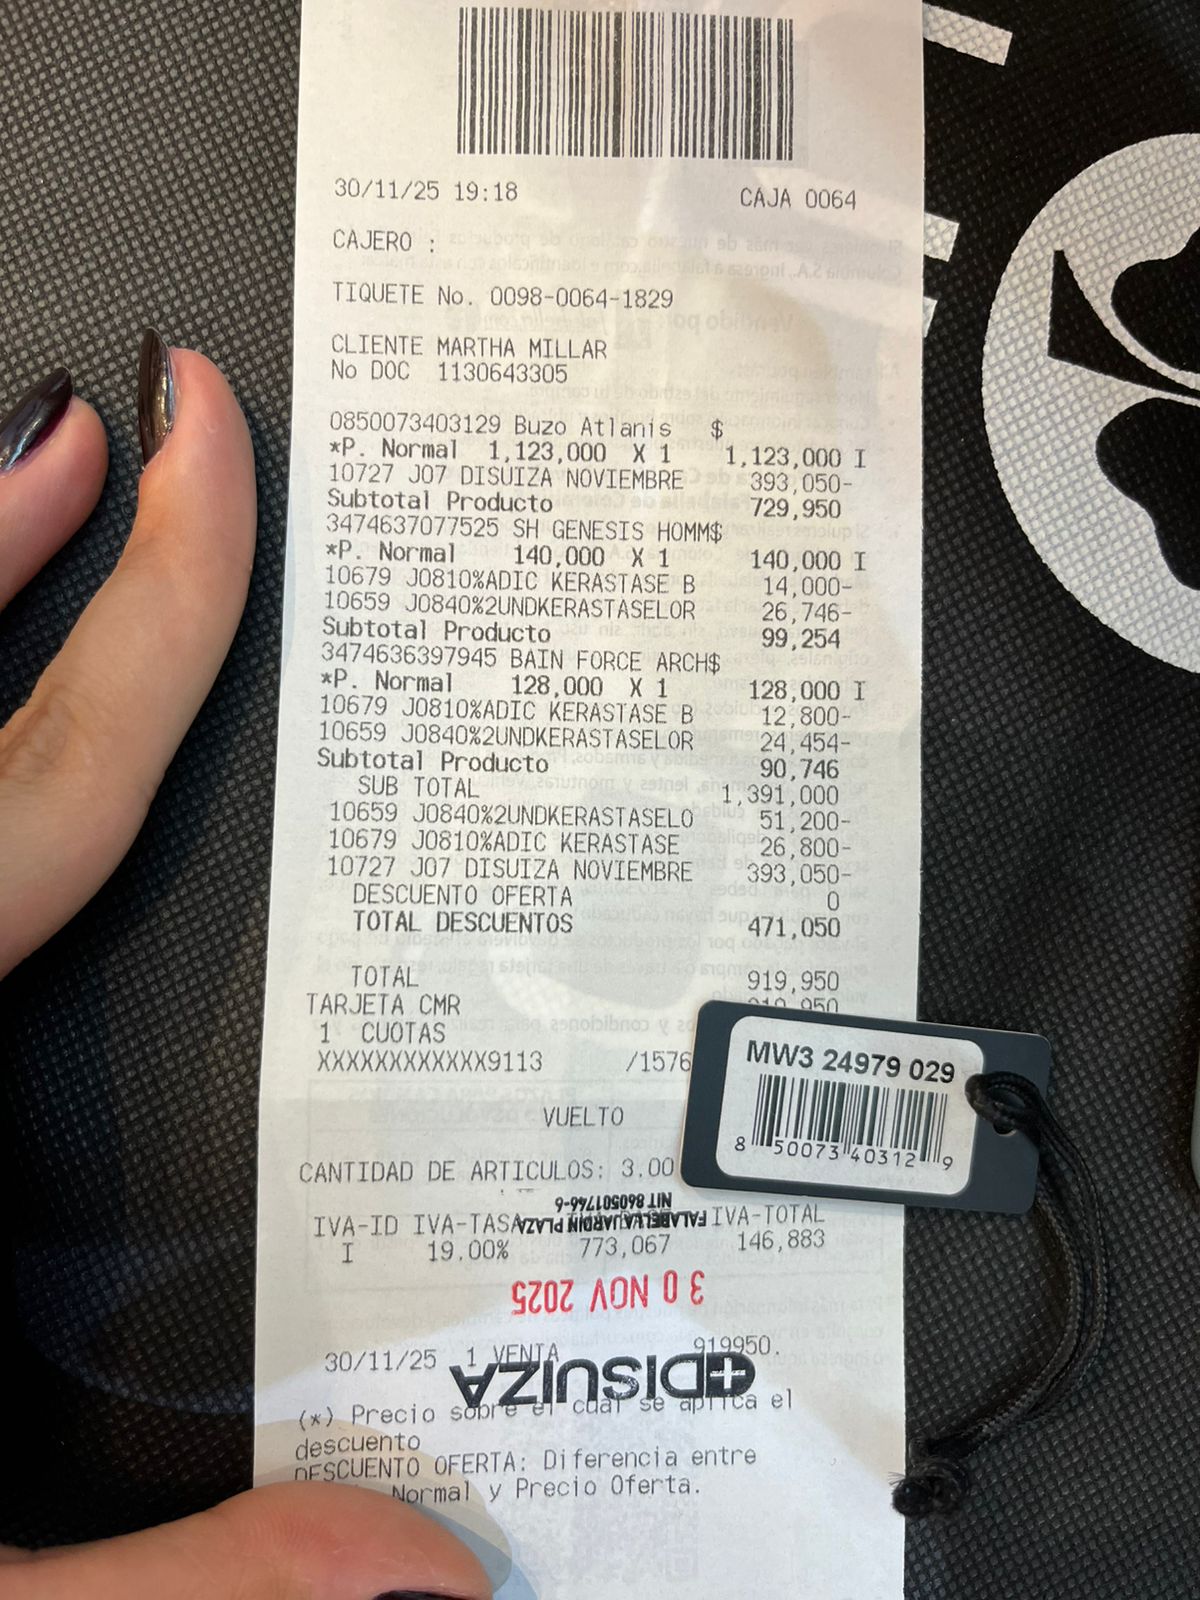 30/11/25 19:18 CAJA 0064
CAJERO :
TIQUETE No. 0098-0064-1829
CLIENTE MARTHA MILLAR
No DOC 1130643305
0850073403129 Buzo Atlanis $
*P. Normal 1,123,000 X 1 1,123,000 I
10727 J07 DISUIZA NOVIEMBRE 393,050-
Subtotal Producto 729,950
3474637077525 SH GENESIS HOMM$
*P. Normal 140,000 X 1 140,000 I
10679 J0810%ADIC KERASTASE B 14,000-
10659 J0840%2UNDKERASTASELOR 26,746-
Subtotal Producto 99,254
3474636397945 BAIN FORCE ARCH$
*P. Normal 128,000 X 1 128,000 I
10679 J0810%ADIC KERASTASE B 12,800-
10659 J0840%2UNDKERASTASELOR 24,454-
Subtotal Producto 90,746
SUB TOTAL 1,391,000
10659 J0840%2UNDKERASTASELO 51,200-
10679 J0810%ADIC KERASTASE 26,800-
10727 J07 DISUIZA NOVIEMBRE 393,050-
DESCUENTO OFERTA 0
TOTAL DESCUENTOS 471,050
TOTAL 919,950
TARJETA CMR 919,950
1 CUOTAS
XXXXXXXXXXXX9113 /1576
MW3 24979 029
8 50073 40312 9
VUELTO
CANTIDAD DE ARTICULOS: 3.00
NIT 860501746-6
FALABELLA JARDIN PLAZA
IVA-ID IVA-TASA IVA-TOTAL
I 19.00% 773,067 146,883
30 NOV 2025
30/11/25 1 VENTA 919950.
DISUIZA
(*) Precio sobre el cual se aplica el
descuento
DESCUENTO OFERTA: Diferencia entre
Normal y Precio Oferta.